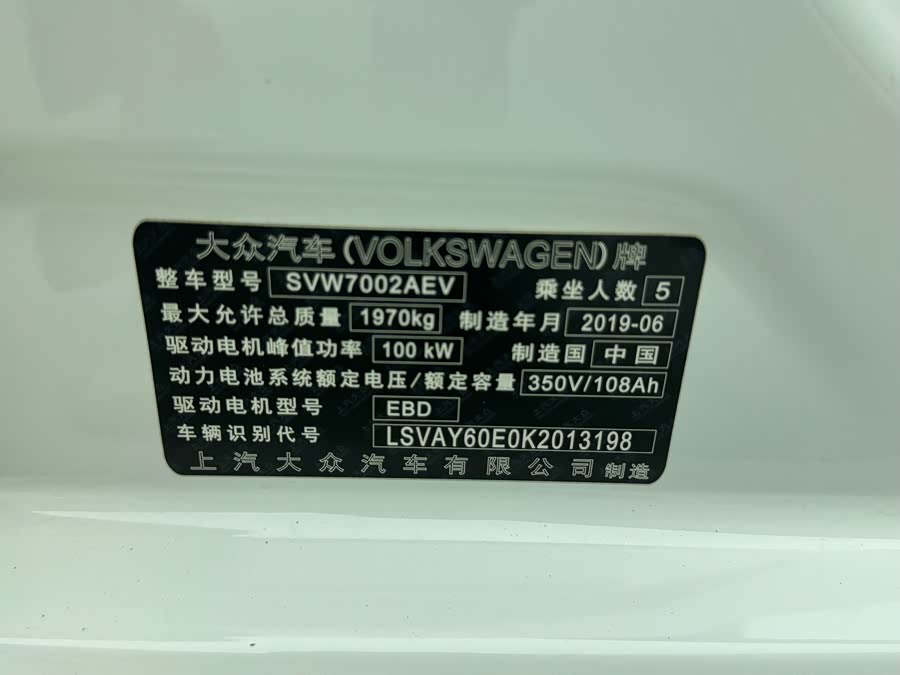 大众汽车(VOLKSWAGEN)牌
整车型号 SVW7002AEV 乘坐人数 5
最大允许总质量 1970kg 制造年月 2019-06
驱动电机峰值功率 100 kW 制造国 中国
动力电池系统额定电压/额定容量 350V/108Ah
驱动电机型号 EBD
车辆识别代号 LSVAY60E0K2013198
上汽大众汽车有限公司 制造